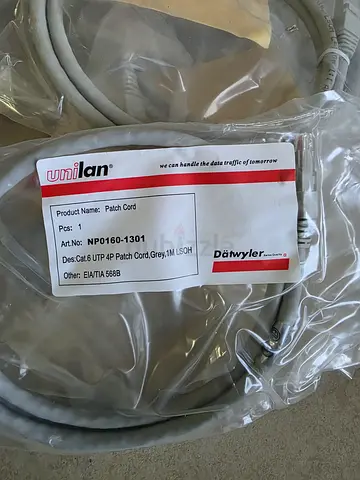 unilan®
we can handle the data traffic of tomorrow
Product Name: Patch Cord
Pcs: 1
Art.No: NP0160-1301
Des:Cat.6 UTP 4P Patch Cord,Grey,1M LSOH
Other: EIA/TIA 568B
Dätwyler